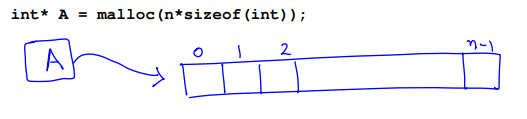 int* A = malloc(n*sizeof(int));
0 1 2 n-1
A